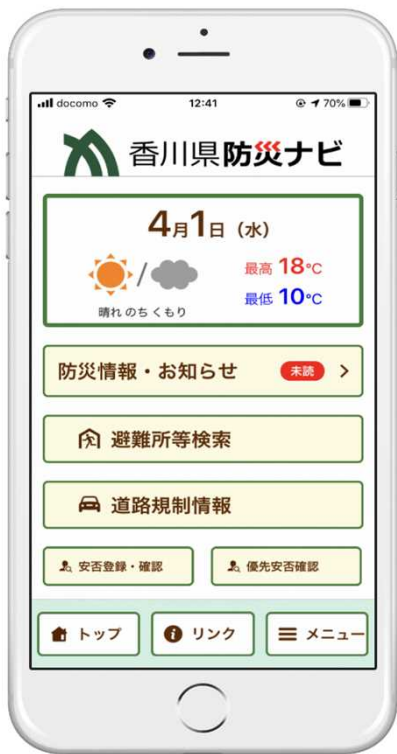 docomo 12:41 70%
香川県防災ナビ
4月1日（水）
晴れ のち くもり
最高 18℃
最低 10℃
防災情報・お知らせ 未読
避難所等検索
道路規制情報
安否登録・確認 優先安否確認
トップ リンク メニュー